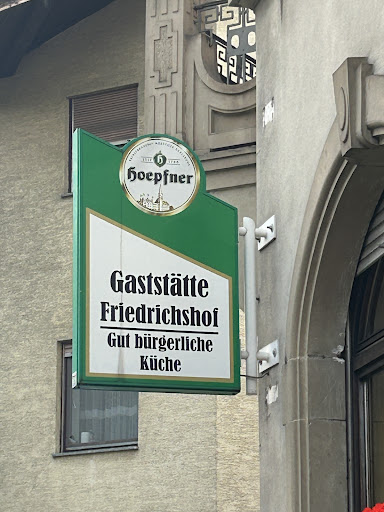 Hoepfner
Gaststätte
Friedrichshof
Gut bürgerliche
Küche